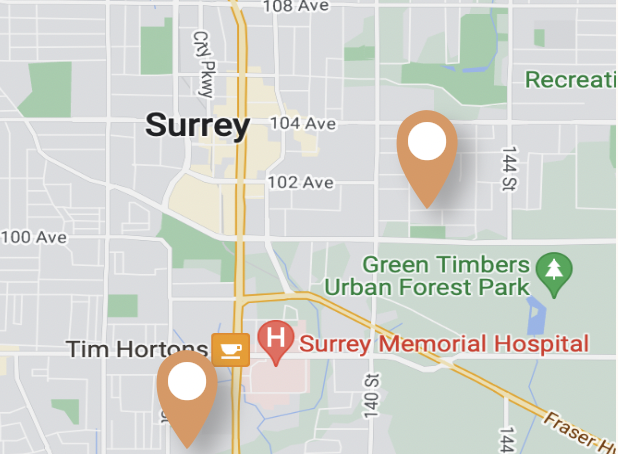 108 Ave
City Pkwy
Recreati
Surrey
104 Ave
144 St
102 Ave
100 Ave
Green Timbers
Urban Forest Park
H
Surrey Memorial Hospital
Tim Hortons
140 St
Fraser Hw
144